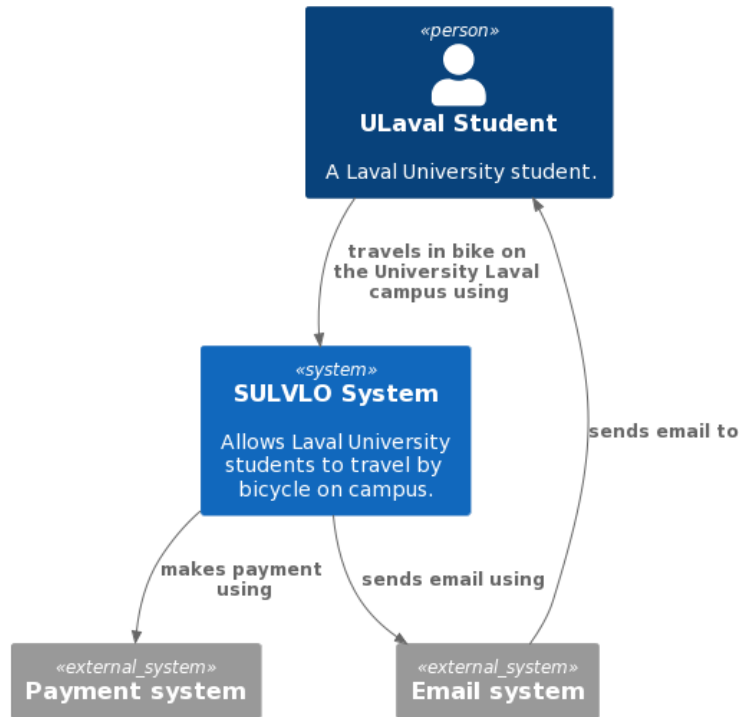 «person»
ULaval Student
A Laval University student.
travels in bike on
the University Laval
campus using
«system»
SULVLO System
Allows Laval University
students to travel by
bicycle on campus.
sends email to
makes payment
using
sends email using
«external_system»
Payment system
«external_system»
Email system